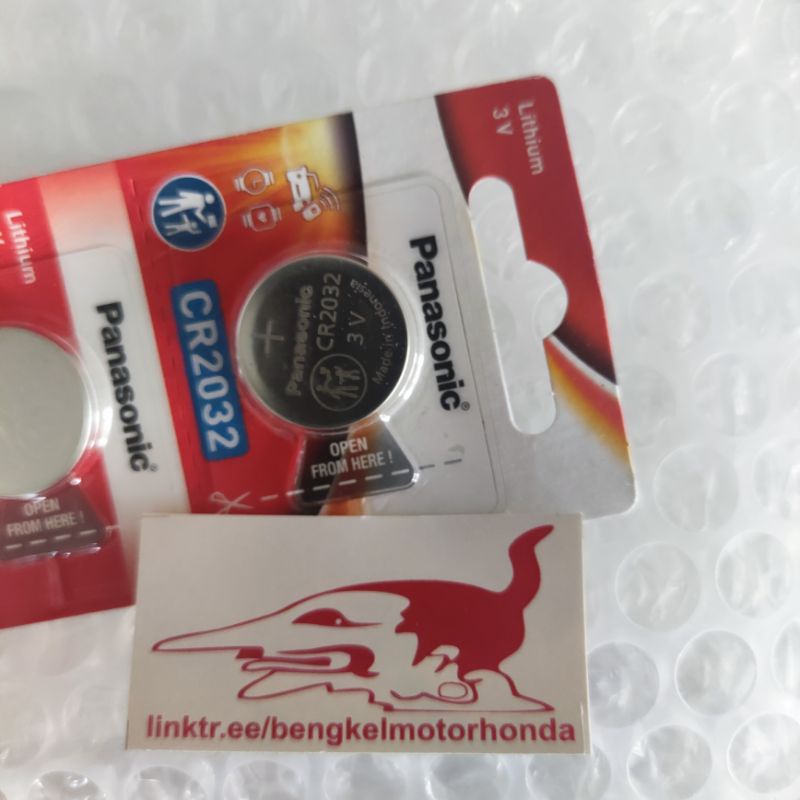 Lithium
3 V
Panasonic®
CR2032
Panasonic
CR2032
3 V
Made in Indonesia
OPEN
FROM HERE !
Lithium
Panasonic®
OPEN
FROM HERE !
linktr.ee/bengkelmotorhonda